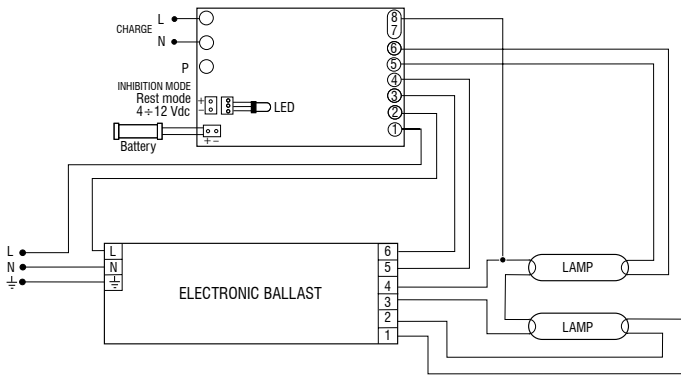 CHARGE L
N
P
INHIBITION MODE
Rest mode
4÷12 Vdc
+
-
LED
Battery
+ -
8
7
6
5
4
3
2
1
L
N
L
N
ELECTRONIC BALLAST
6
5
4
3
2
1
LAMP
LAMP